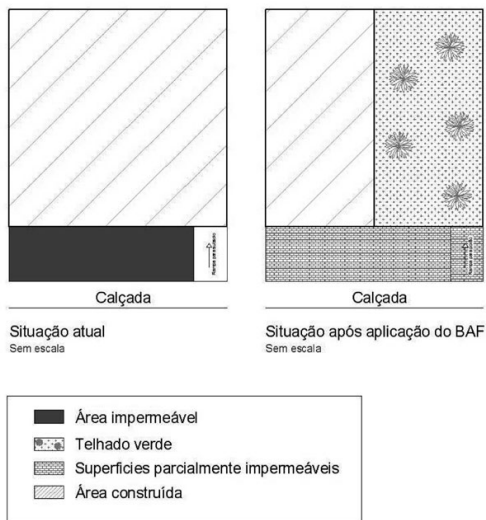 Calçada
Calçada
Situação atual
Sem escala
Situação após aplicação do BAF
Sem escala
Área impermeável
Telhado verde
Superficies parcialmente impermeáveis
Área construída